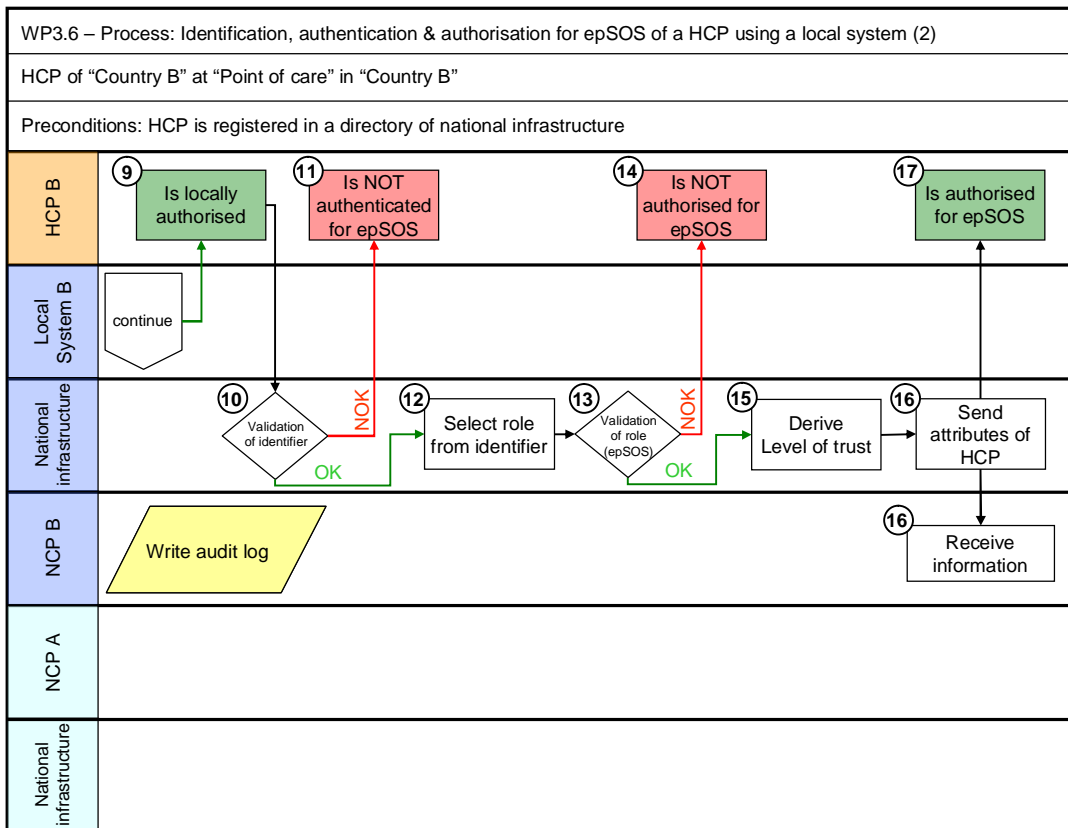 WP3.6 – Process: Identification, authentication & authorisation for epSOS of a HCP using a local system (2)
HCP of “Country B” at “Point of care” in “Country B”
Preconditions: HCP is registered in a directory of national infrastructure
HCP B
9
Is locally
authorised
11
Is NOT
authenticated
for epSOS
14
Is NOT
authorised for
epSOS
17
Is authorised
for epSOS
Local
System B
continue
National
infrastructure
10
Validation
of identifier
NOK
OK
12
Select role
from identifier
13
Validation
of role
(epSOS)
NOK
OK
15
Derive
Level of trust
16
Send
attributes of
HCP
NCP B
Write audit log
16
Receive
information
NCP A
National
infrastructure